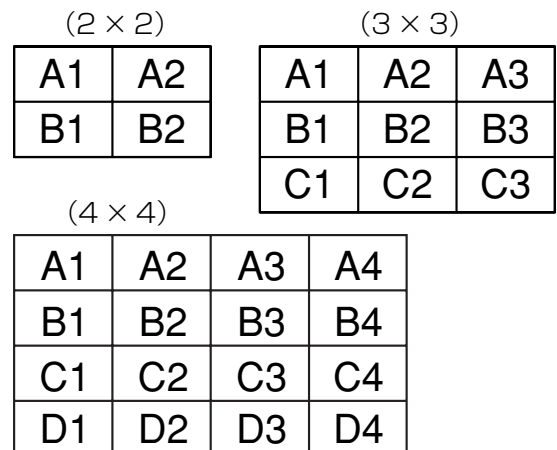 (2 × 2)
A1 A2
B1 B2
(3 × 3)
A1 A2 A3
B1 B2 B3
C1 C2 C3
(4 × 4)
A1 A2 A3 A4
B1 B2 B3 B4
C1 C2 C3 C4
D1 D2 D3 D4